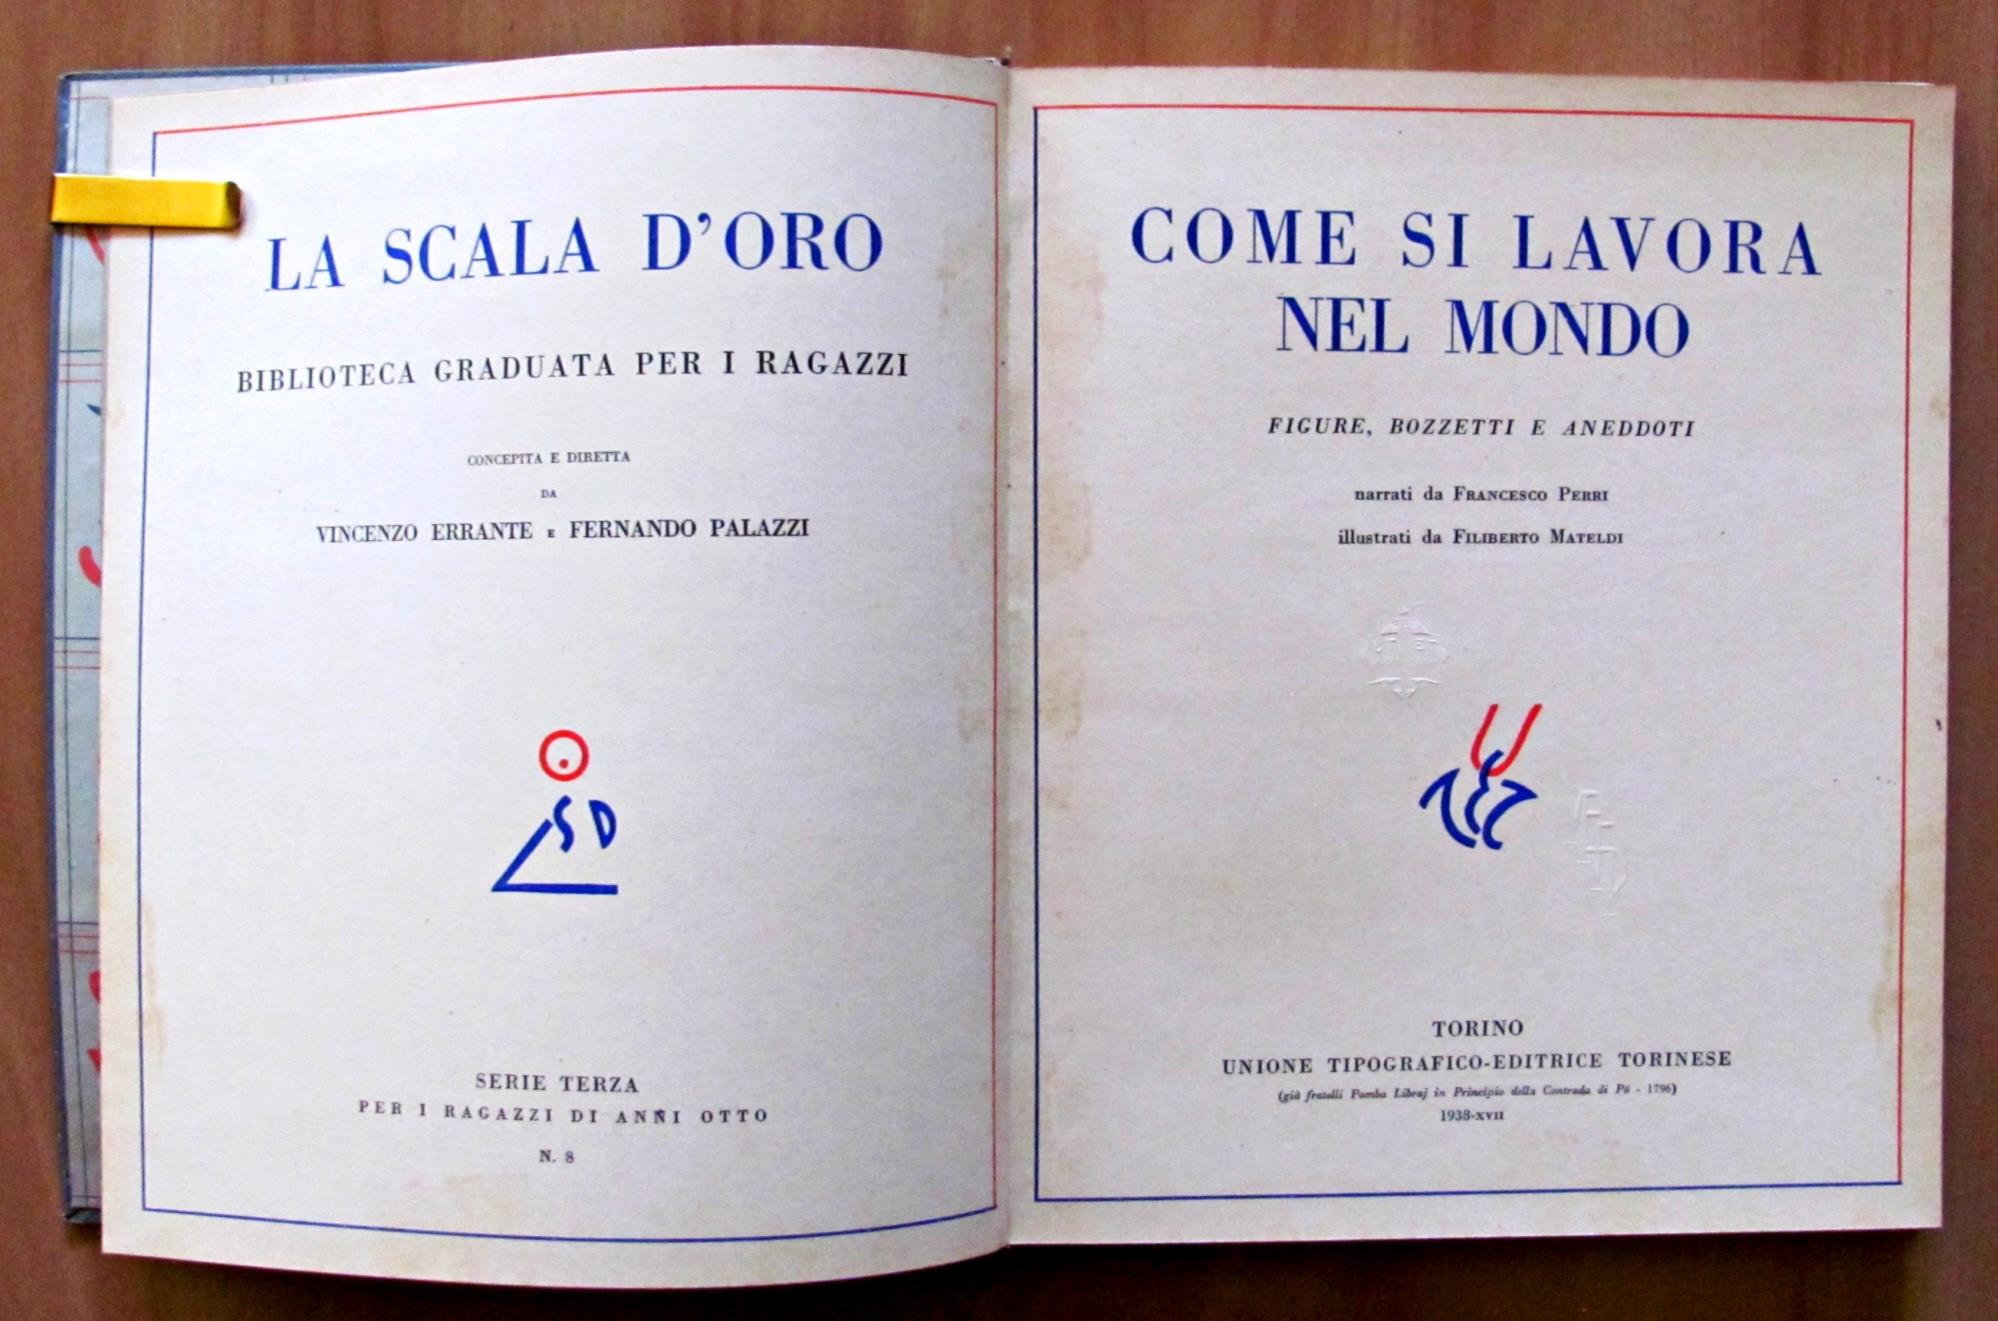 LA SCALA D'ORO
BIBLIOTECA GRADUATA PER I RAGAZZI
CONCEPITA E DIRETTA
DA
VINCENZO ERRANTE E FERNANDO PALAZZI
SD
SERIE TERZA
PER I RAGAZZI DI ANNI OTTO
N. 8
COME SI LAVORA
NEL MONDO
FIGURE, BOZZETTI E ANEDDOTI
narrati da FRANCESCO PERRI
illustrati da FILIBERTO MATELDI
TORINO
UNIONE TIPOGRAFICO-EDITRICE TORINESE
(già fratelli Pomba Libraj in Principio della Contrada di Pò - 1796)
1938-XVII